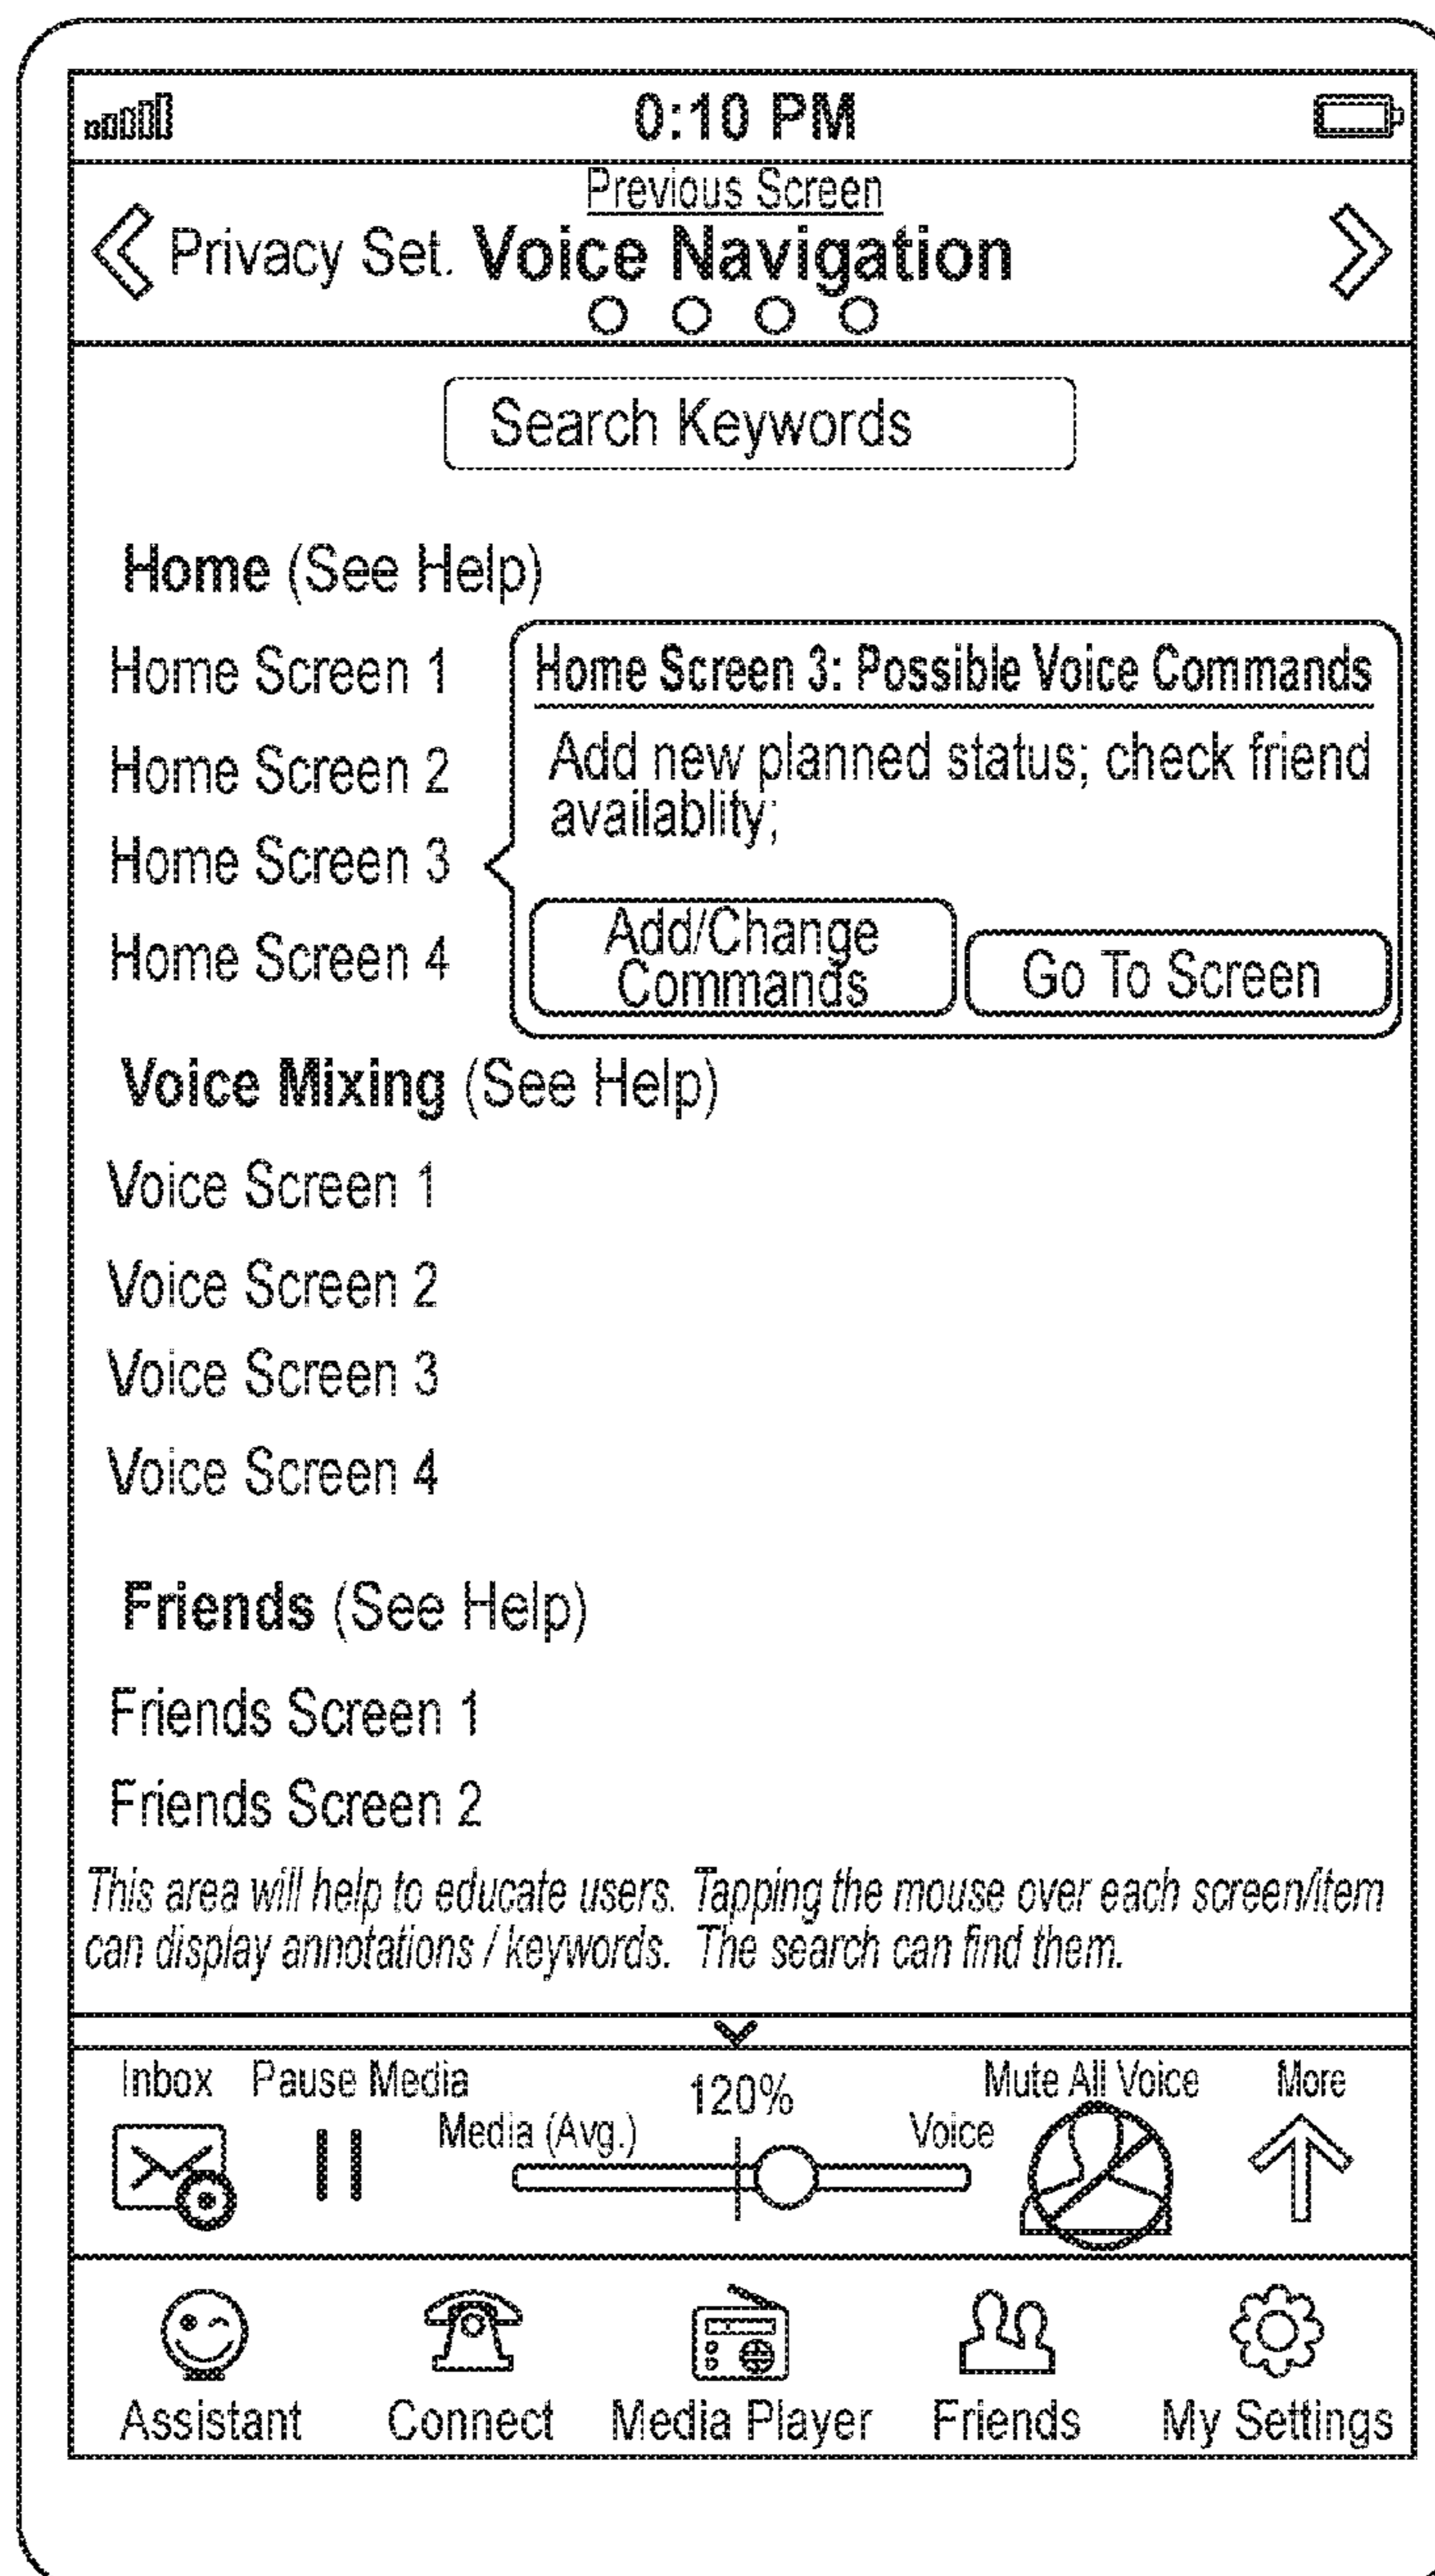 0:10 PM
Previous Screen
Privacy Set. Voice Navigation
Search Keywords
Home (See Help)
Home Screen 1
Home Screen 2
Home Screen 3
Home Screen 4
Home Screen 3: Possible Voice Commands
Add new planned status; check friend
availablity;
Add/Change
Commands
Go To Screen
Voice Mixing (See Help)
Voice Screen 1
Voice Screen 2
Voice Screen 3
Voice Screen 4
Friends (See Help)
Friends Screen 1
Friends Screen 2
This area will help to educate users. Tapping the mouse over each screen/item
can display annotations / keywords. The search can find them.
Inbox Pause Media 120% Mute All Voice More
Media (Avg.) Voice
Assistant Connect Media Player Friends My Settings